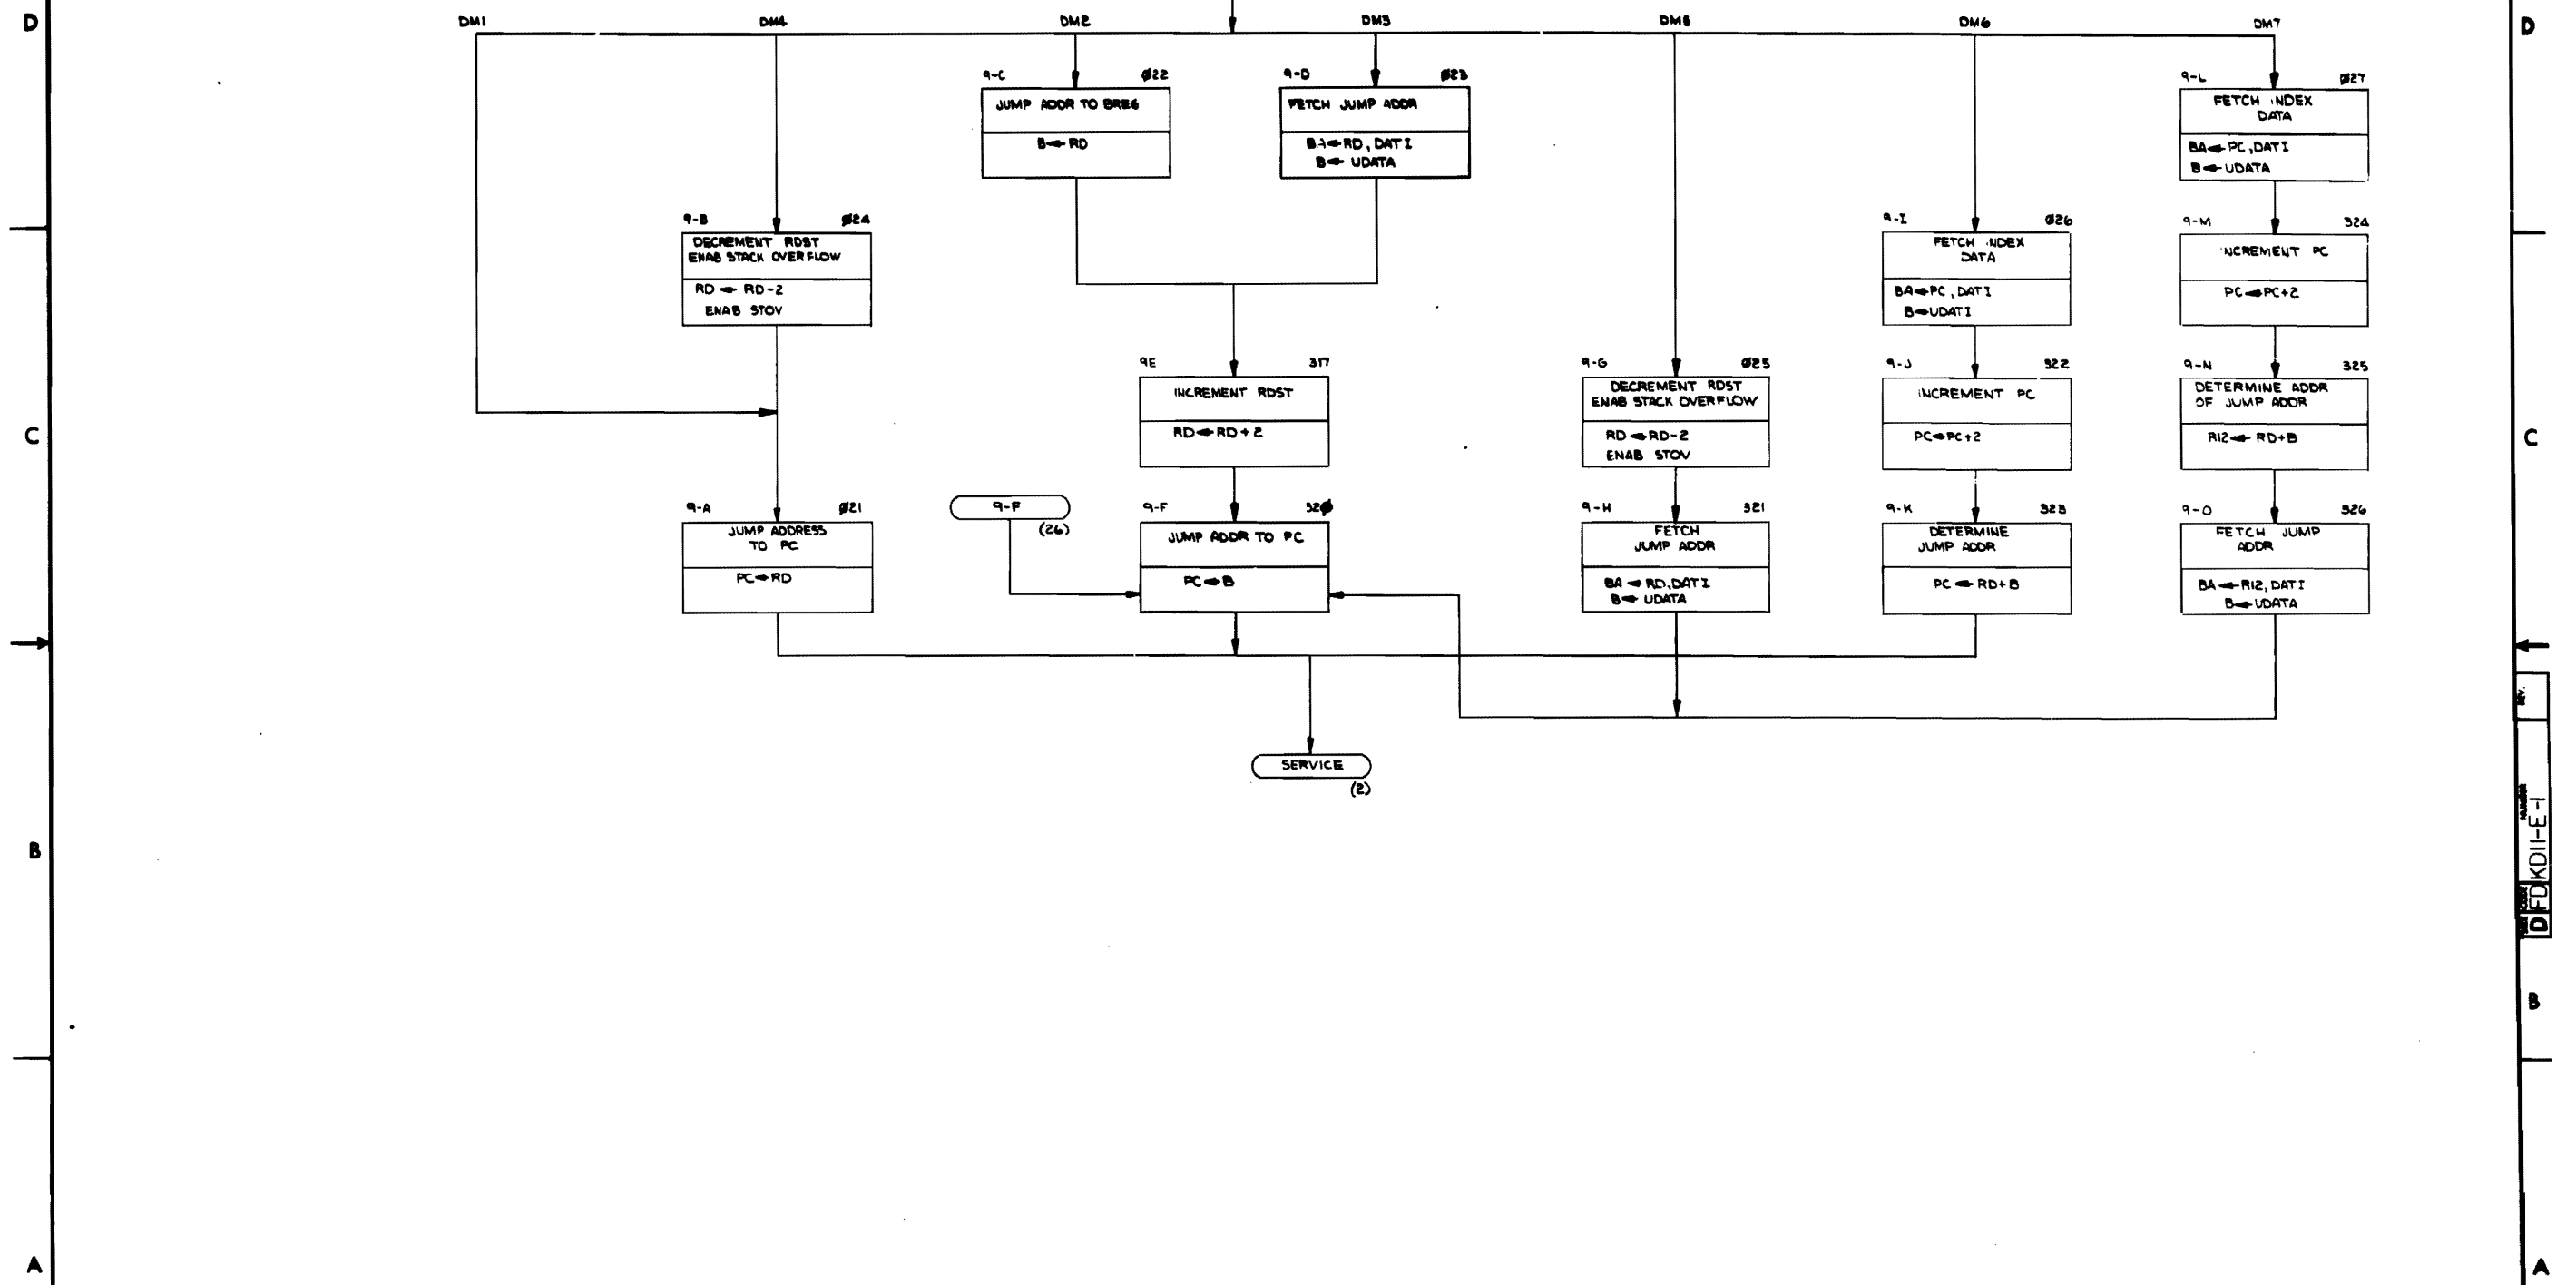 D
D
DM1
DM4
DM2
DM3
DM5
DM6
DM7
9-C
Ø22
JUMP ADDR TO BREG
B←RD
9-D
Ø23
FETCH JUMP ADDR
BA←RD, DATI
B← UDATA
9-L
Ø27
FETCH INDEX
DATA
BA←PC, DATI
B←UDATA
9-B
Ø24
DECREMENT RDST
ENAB STACK OVERFLOW
RD ← RD-2
ENAB STOV
9-I
Ø26
FETCH INDEX
DATA
BA←PC, DATI
B←UDATI
9-M
324
INCREMENT PC
PC←PC+2
9E
317
INCREMENT RDST
RD←RD+2
9-G
Ø25
DECREMENT RDST
ENAB STACK OVERFLOW
RD←RD-2
ENAB STOV
9-J
322
INCREMENT PC
PC←PC+2
9-N
325
DETERMINE ADDR
OF JUMP ADDR
R12← RD+B
C
C
9-A
Ø21
JUMP ADDRESS
TO PC
PC←RD
9-F
(26)
9-F
32Ø
JUMP ADDR TO PC
PC←B
9-H
321
FETCH
JUMP ADDR
BA←RD,DATI
B← UDATA
9-K
323
DETERMINE
JUMP ADDR
PC←RD+B
9-O
326
FETCH JUMP
ADDR
BA←R12, DATI
B←UDATA
SERVICE
(2)
REV.
NUMBER
KD11-E-1
CODE
FD
D
B
B
A
A